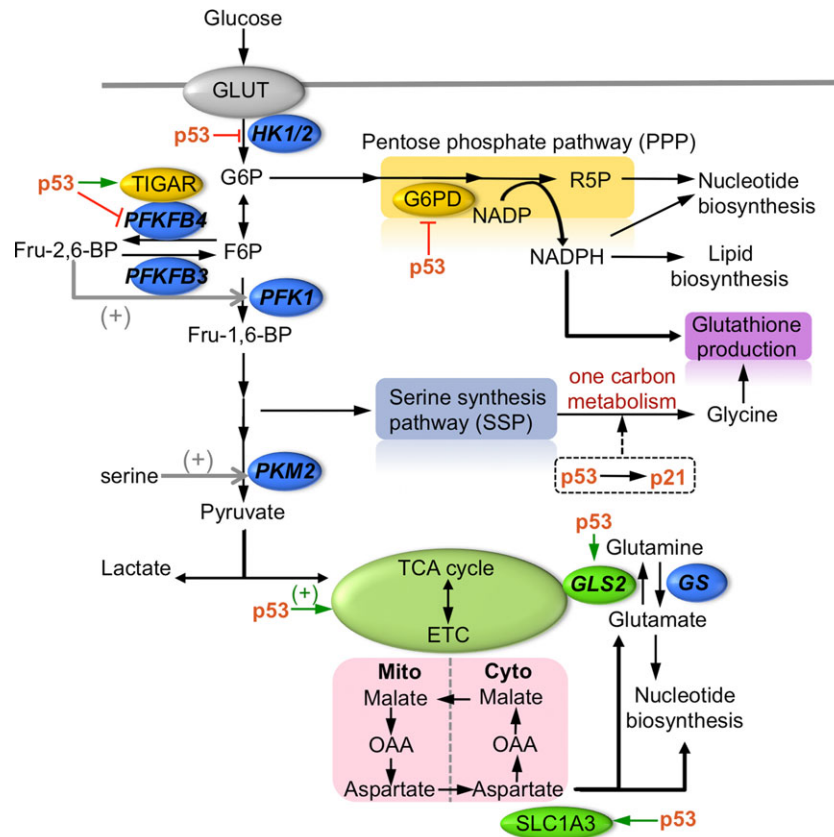 Glucose
GLUT
p53
HK1/2
Pentose phosphate pathway (PPP)
p53
TIGAR
G6P
R5P
Nucleotide
biosynthesis
G6PD
NADP
PFKFB4
Fru-2,6-BP
F6P
p53
NADPH
Lipid
biosynthesis
PFKFB3
(+)
PFK1
Fru-1,6-BP
Glutathione
production
one carbon
metabolism
Serine synthesis
pathway (SSP)
Glycine
serine
(+)
PKM2
p53
p21
Pyruvate
p53
Lactate
TCA cycle
Glutamine
p53
(+)
GLS2
GS
ETC
Glutamate
Mito
Cyto
Malate
Malate
Nucleotide
biosynthesis
OAA
OAA
Aspartate
Aspartate
SLC1A3
p53